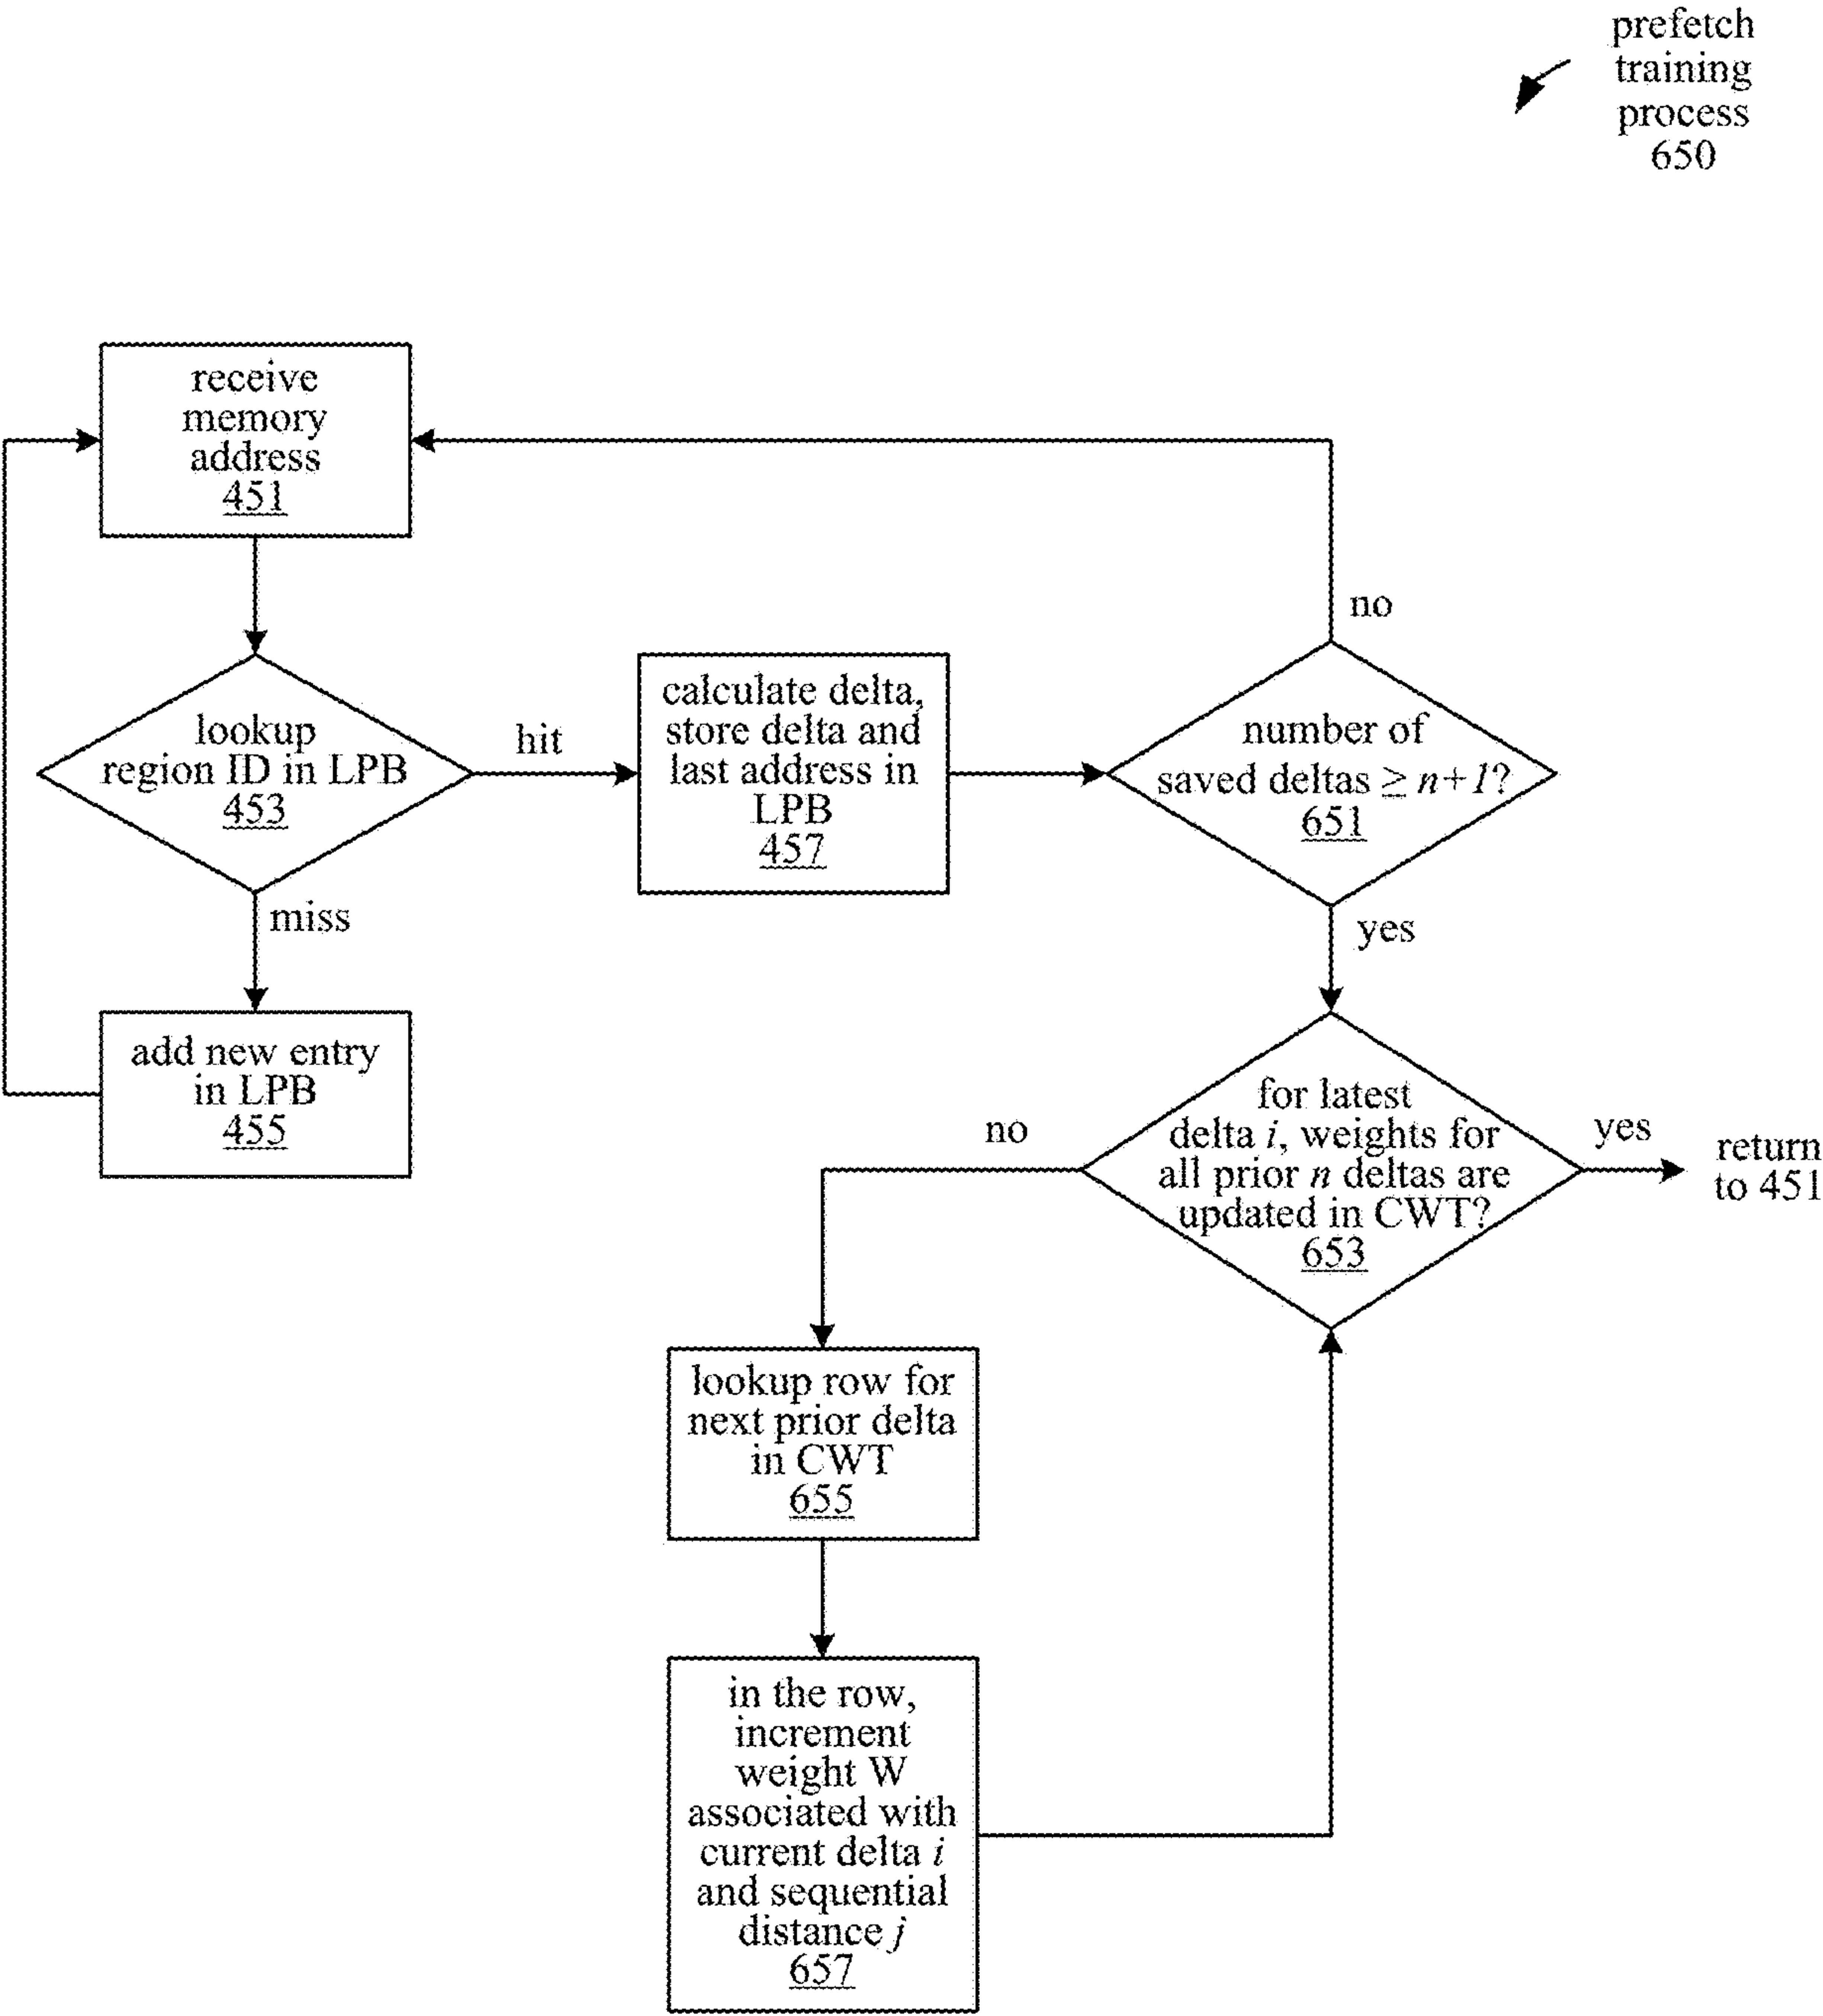 prefetch
training
process
650
receive
memory
address
451
no
lookup
region ID in LPB
453
hit
calculate delta,
store delta and
last address in
LPB
457
number of
saved deltas ≥ n+1?
651
miss
yes
add new entry
in LPB
455
no
for latest
delta i, weights for
all prior n deltas are
updated in CWT?
653
yes
return
to 451
lookup row for
next prior delta
in CWT
655
in the row,
increment
weight W
associated with
current delta i
and sequential
distance j
657